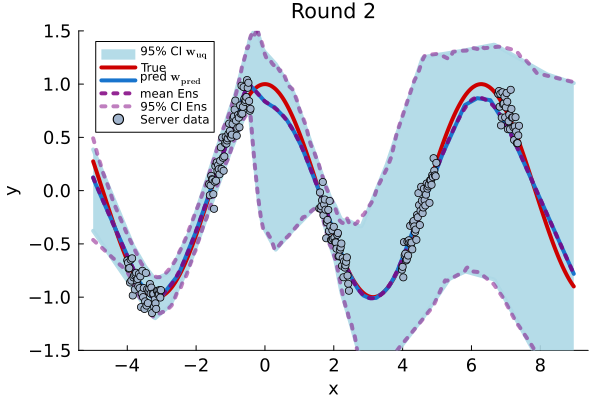 Round 2
1.5
1.0
0.5
0.0
−0.5
−1.0
−1.5
y
95% CI w_uq
True
pred w_pred
mean Ens
95% CI Ens
Server data
−4 −2 0 2 4 6 8
x